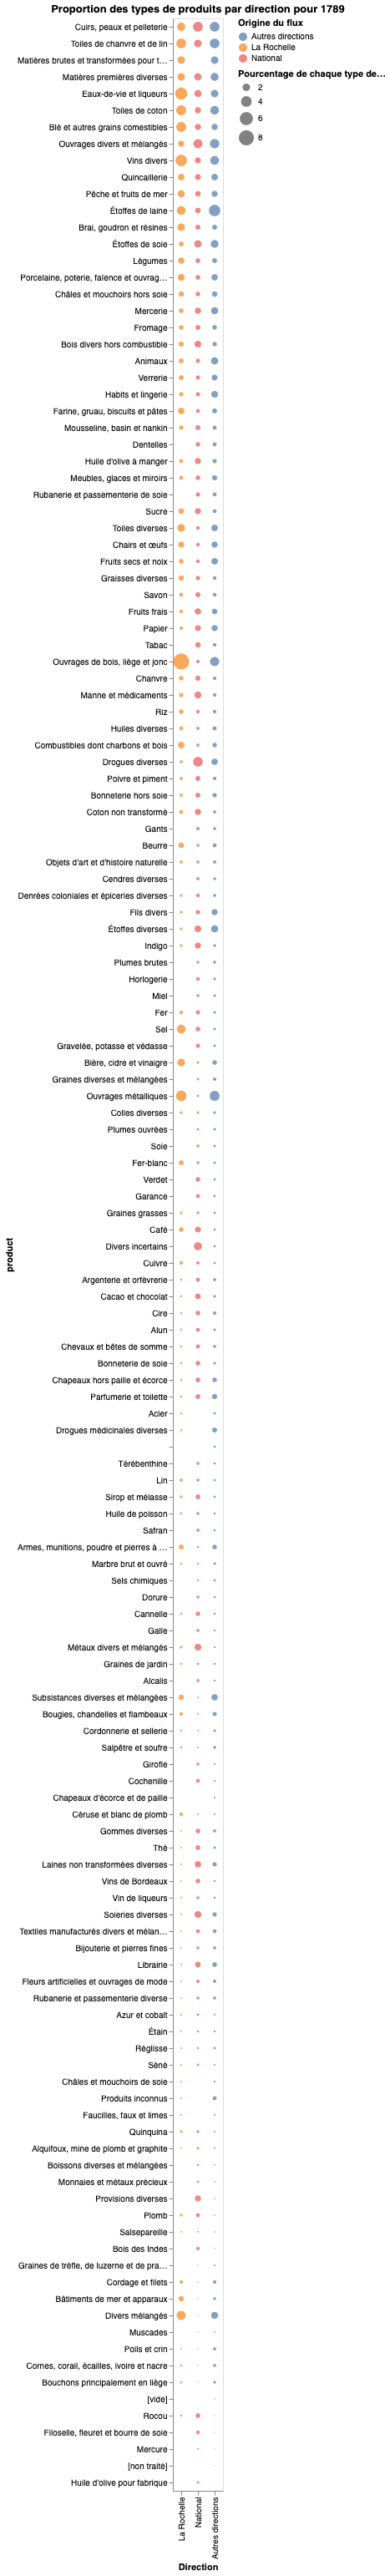 Proportion des types de produits par direction pour 1789
Origine du flux
Autres directions
La Rochelle
National
Pourcentage de chaque type de…
2
4
6
8
product
Cuirs, peaux et pelleterie
Toiles de chanvre et de lin
Matières brutes et transformées pour t…
Matières premières diverses
Eaux-de-vie et liqueurs
Toiles de coton
Blé et autres grains comestibles
Ouvrages divers et mélangés
Vins divers
Quincaillerie
Pêche et fruits de mer
Étoffes de laine
Brai, goudron et résines
Étoffes de soie
Légumes
Porcelaine, poterie, faïence et ouvrag…
Châles et mouchoirs hors soie
Mercerie
Fromage
Bois divers hors combustible
Animaux
Verrerie
Habits et lingerie
Farine, gruau, biscuits et pâtes
Mousseline, basin et nankin
Dentelles
Huile d'olive à manger
Meubles, glaces et miroirs
Rubanerie et passementerie de soie
Sucre
Toiles diverses
Chairs et œufs
Fruits secs et noix
Graisses diverses
Savon
Fruits frais
Papier
Tabac
Ouvrages de bois, liège et jonc
Chanvre
Manne et médicaments
Riz
Huiles diverses
Combustibles dont charbons et bois
Drogues diverses
Poivre et piment
Bonneterie hors soie
Coton non transformé
Gants
Beurre
Objets d'art et d'histoire naturelle
Cendres diverses
Denrées coloniales et épiceries diverses
Fils divers
Étoffes diverses
Indigo
Plumes brutes
Horlogerie
Miel
Fer
Sel
Gravelée, potasse et védasse
Bière, cidre et vinaigre
Graines diverses et mélangées
Ouvrages métalliques
Colles diverses
Plumes ouvrées
Soie
Fer-blanc
Verdet
Garance
Graines grasses
Café
Divers incertains
Cuivre
Argenterie et orfèvrerie
Cacao et chocolat
Cire
Alun
Chevaux et bêtes de somme
Bonneterie de soie
Chapeaux hors paille et écorce
Parfumerie et toilette
Acier
Drogues médicinales diverses
Térébenthine
Lin
Sirop et mélasse
Huile de poisson
Safran
Armes, munitions, poudre et pierres à …
Marbre brut et ouvré
Sels chimiques
Dorure
Cannelle
Galle
Métaux divers et mélangés
Graines de jardin
Alcalis
Subsistances diverses et mélangées
Bougies, chandelles et flambeaux
Cordonnerie et sellerie
Salpêtre et soufre
Girofle
Cochenille
Chapeaux d'écorce et de paille
Céruse et blanc de plomb
Gommes diverses
Thé
Laines non transformées diverses
Vins de Bordeaux
Vin de liqueurs
Soieries diverses
Textiles manufacturés divers et mélan…
Bijouterie et pierres fines
Librairie
Fleurs artificielles et ouvrages de mode
Rubanerie et passementerie diverse
Azur et cobalt
Étain
Réglisse
Séné
Châles et mouchoirs de soie
Produits inconnus
Faucilles, faux et limes
Quinquina
Alquifoux, mine de plomb et graphite
Boissons diverses et mélangées
Monnaies et métaux précieux
Provisions diverses
Plomb
Salsepareille
Bois des Indes
Graines de trèfle, de luzerne et de pra…
Cordage et filets
Bâtiments de mer et apparaux
Divers mélangés
Muscades
Poils et crin
Cornes, corail, écailles, ivoire et nacre
Bouchons principalement en liège
[vide]
Rocou
Filoselle, fleuret et bourre de soie
Mercure
[non traité]
Huile d'olive pour fabrique
La Rochelle
National
Autres directions
Direction